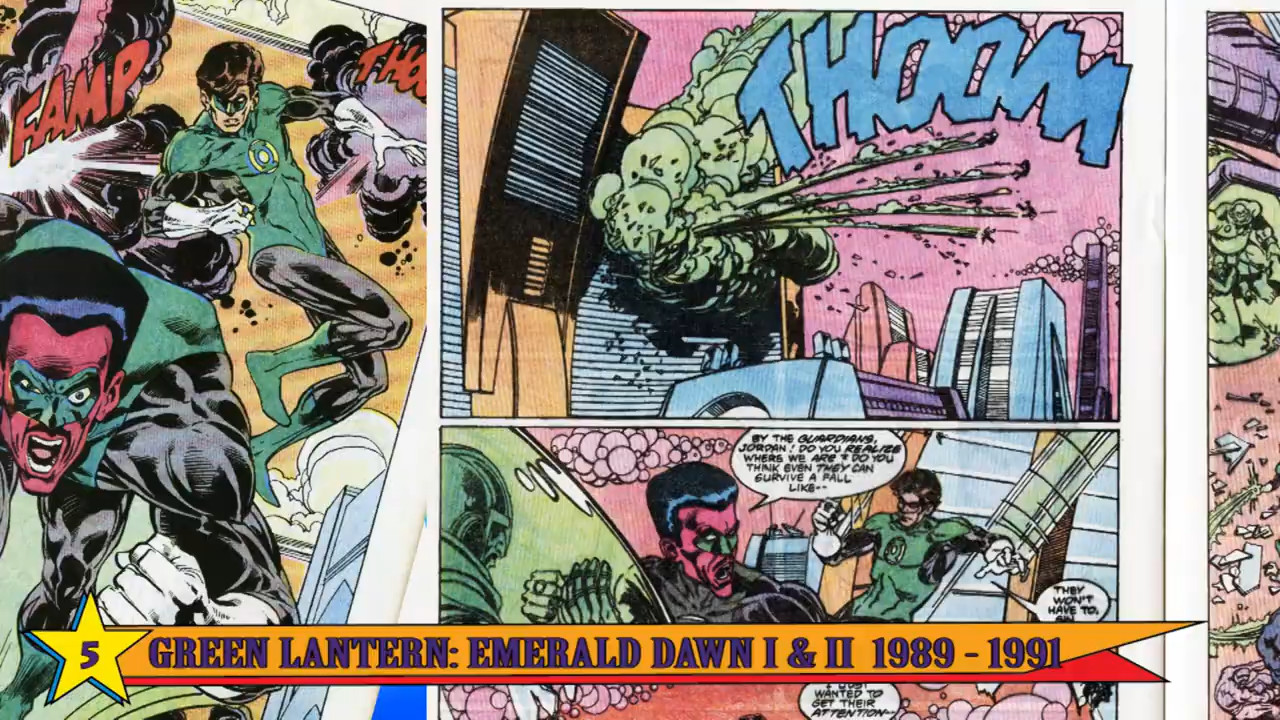 FAMP
THOOM
BY THE GUARDIANS,
JORDAN! DO YOU REALIZE
WHERE WE ARE? DO YOU
THINK EVEN THEY CAN
SURVIVE A FALL
LIKE--
THEY
WON'T
HAVE TO,
5
GREEN LANTERN: EMERALD DAWN I & II 1989 - 1991
WANTED TO
GET THEIR
ATTENTION--